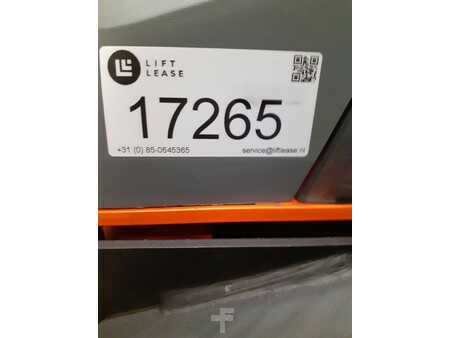 LIFT
LEASE
17265
+31 (0) 85-0645365
service@liftlease.nl